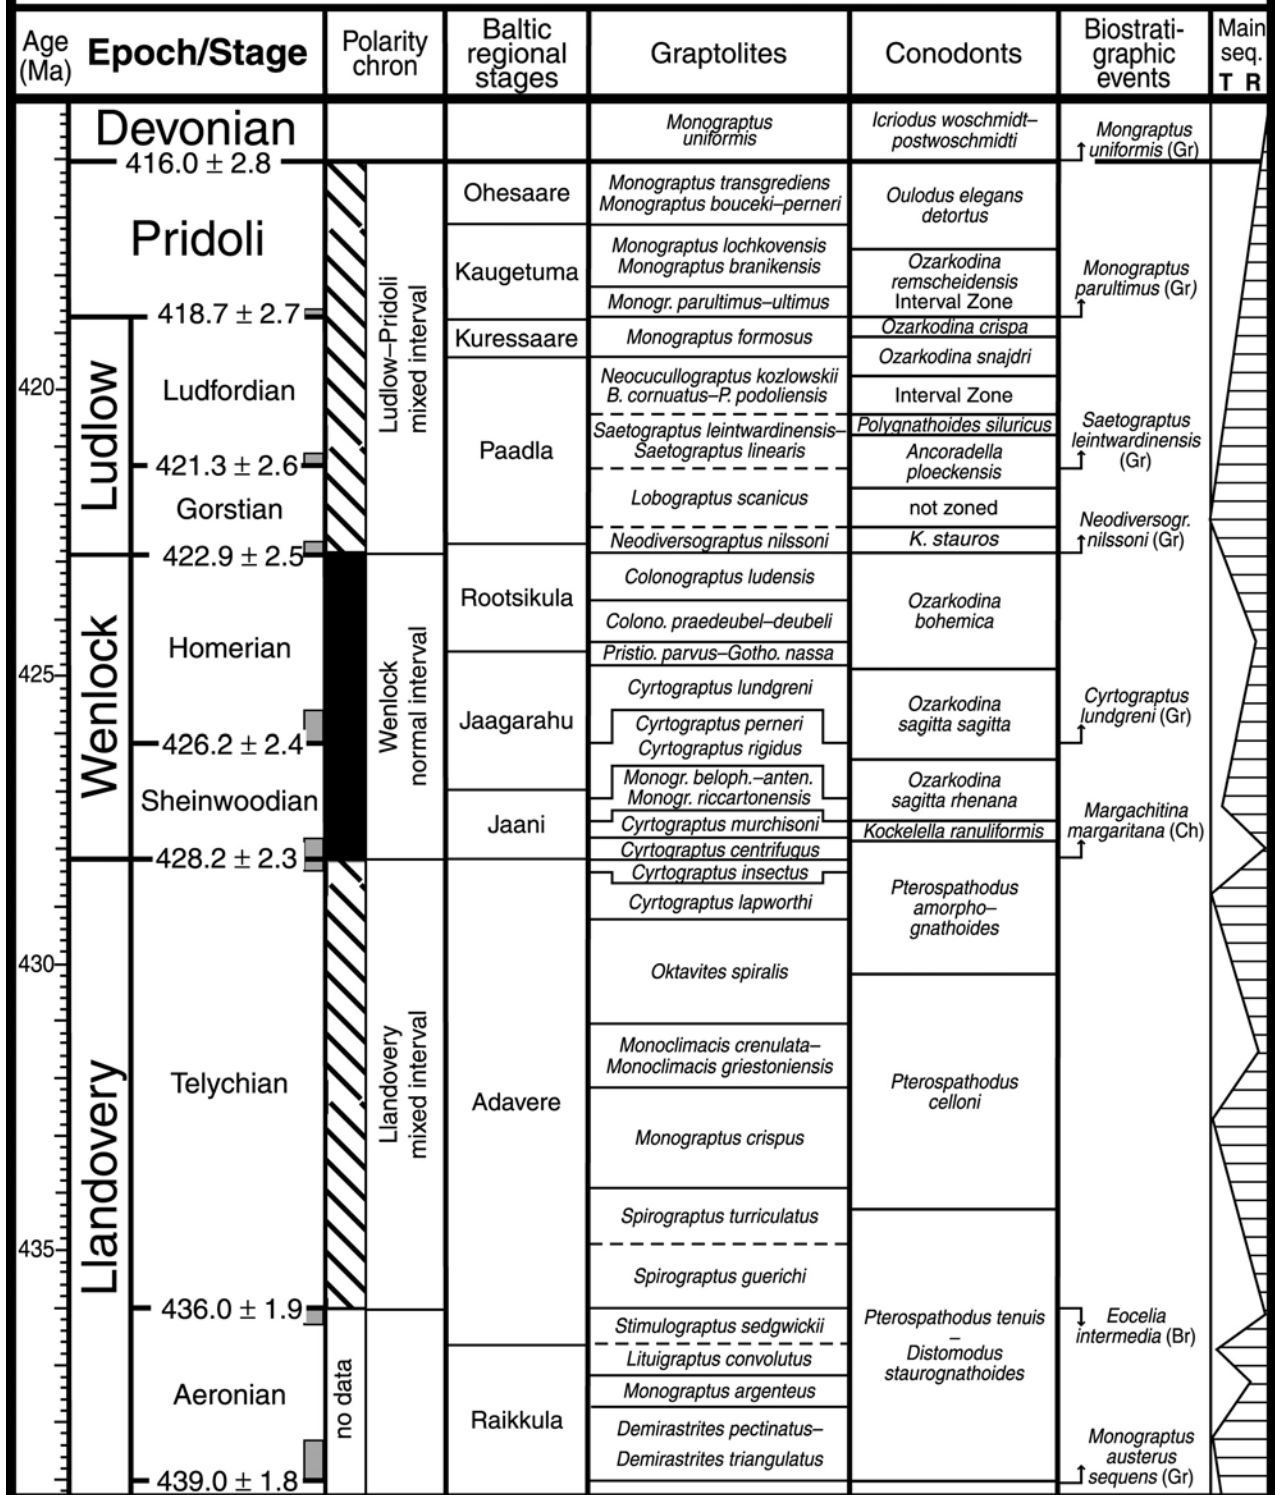 Age
(Ma)
Epoch/Stage
Polarity
chron
Baltic
regional
stages
Graptolites
Conodonts
Biostrati-
graphic
events
Main
seq.
T R
Devonian
416.0 ± 2.8
Pridoli
418.7 ± 2.7
Ludlow
Ludfordian
420
421.3 ± 2.6
Gorstian
422.9 ± 2.5
Wenlock
Homerian
425
426.2 ± 2.4
Sheinwoodian
428.2 ± 2.3
Llandovery
430
Telychian
435
436.0 ± 1.9
Aeronian
439.0 ± 1.8
Ludlow–Pridoli
mixed interval
Wenlock
normal interval
Llandovery
mixed interval
no data
Ohesaare
Kaugetuma
Kuressaare
Paadla
Rootsikula
Jaagarahu
Jaani
Adavere
Raikkula
Monograptus
uniformis
Monograptus transgrediens
Monograptus bouceki–perneri
Monograptus lochkovensis
Monograptus branikensis
Monogr. parultimus–ultimus
Monograptus formosus
Neocucullograptus kozlowskii
B. cornuatus–P. podoliensis
Saetograptus leintwardinensis–
Saetograptus linearis
Lobograptus scanicus
Neodiversograptus nilssoni
Colonograptus ludensis
Colono. praedeubel–deubeli
Pristio. parvus–Gotho. nassa
Cyrtograptus lundgreni
Cyrtograptus perneri
Cyrtograptus rigidus
Monogr. beloph.–anten.
Monogr. riccartonensis
Cyrtograptus murchisoni
Cyrtograptus centrifugus
Cyrtograptus insectus
Cyrtograptus lapworthi
Oktavites spiralis
Monoclimacis crenulata–
Monoclimacis griestoniensis
Monograptus crispus
Spirograptus turriculatus
Spirograptus guerichi
Stimulograptus sedgwickii
Lituigraptus convolutus
Monograptus argenteus
Demirastrites pectinatus–
Demirastrites triangulatus
Icriodus woschmidt–
postwoschmidti
Oulodus elegans
detortus
Ozarkodina
remscheidensis
Interval Zone
Ozarkodina crispa
Ozarkodina snajdri
Interval Zone
Polygnathoides siluricus
Ancoradella
ploeckensis
not zoned
K. stauros
Ozarkodina
bohemica
Ozarkodina
sagitta sagitta
Ozarkodina
sagitta rhenana
Kockelella ranuliformis
Pterospathodus
amorpho–
gnathoides
Pterospathodus
celloni
Pterospathodus tenuis
–
Distomodus
staurognathoides
Mongraptus
uniformis (Gr)
Monograptus
parultimus (Gr)
Saetograptus
leintwardinensis
(Gr)
Neodiversogr.
nilssoni (Gr)
Cyrtograptus
lundgreni (Gr)
Margachitina
margaritana (Ch)
Eocelia
intermedia (Br)
Monograptus
austerus
sequens (Gr)